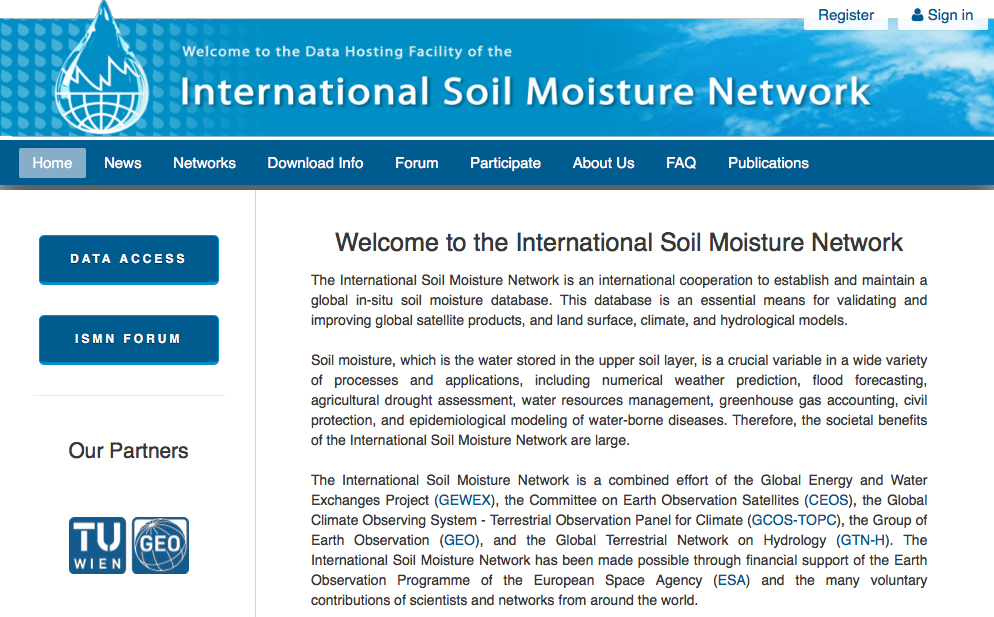 Register
Sign in
Welcome to the Data Hosting Facility of the
International Soil Moisture Network
Home
News
Networks
Download Info
Forum
Participate
About Us
FAQ
Publications
DATA ACCESS
ISMN FORUM
Our Partners
TU
WIEN
GEO
Welcome to the International Soil Moisture Network
The International Soil Moisture Network is an international cooperation to establish and maintain a
global in-situ soil moisture database. This database is an essential means for validating and
improving global satellite products, and land surface, climate, and hydrological models.
Soil moisture, which is the water stored in the upper soil layer, is a crucial variable in a wide variety
of processes and applications, including numerical weather prediction, flood forecasting,
agricultural drought assessment, water resources management, greenhouse gas accounting, civil
protection, and epidemiological modeling of water-borne diseases. Therefore, the societal benefits
of the International Soil Moisture Network are large.
The International Soil Moisture Network is a combined effort of the Global Energy and Water
Exchanges Project (GEWEX), the Committee on Earth Observation Satellites (CEOS), the Global
Climate Observing System - Terrestrial Observation Panel for Climate (GCOS-TOPC), the Group of
Earth Observation (GEO), and the Global Terrestrial Network on Hydrology (GTN-H). The
International Soil Moisture Network has been made possible through financial support of the Earth
Observation Programme of the European Space Agency (ESA) and the many voluntary
contributions of scientists and networks from around the world.